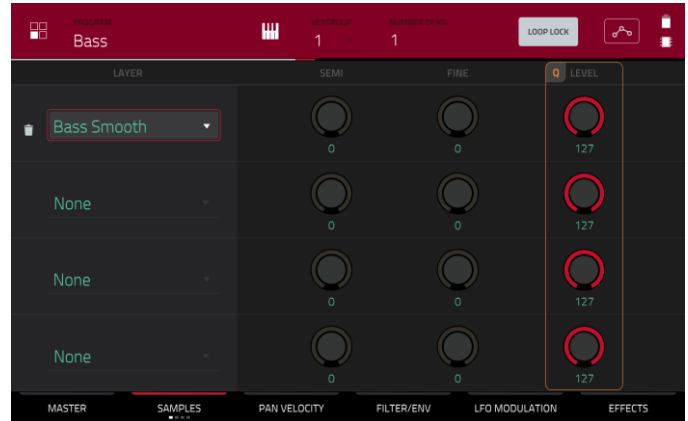 PROGRAM KEYGROUP NUMBER OF KG
Bass 1 1 LOOP LOCK
LAYER SEMI FINE Q LEVEL
Bass Smooth
0 0 127
None
0 0 127
None
0 0 127
None
0 0 127
MASTER SAMPLES PAN VELOCITY FILTER/ENV LFO MODULATION EFFECTS